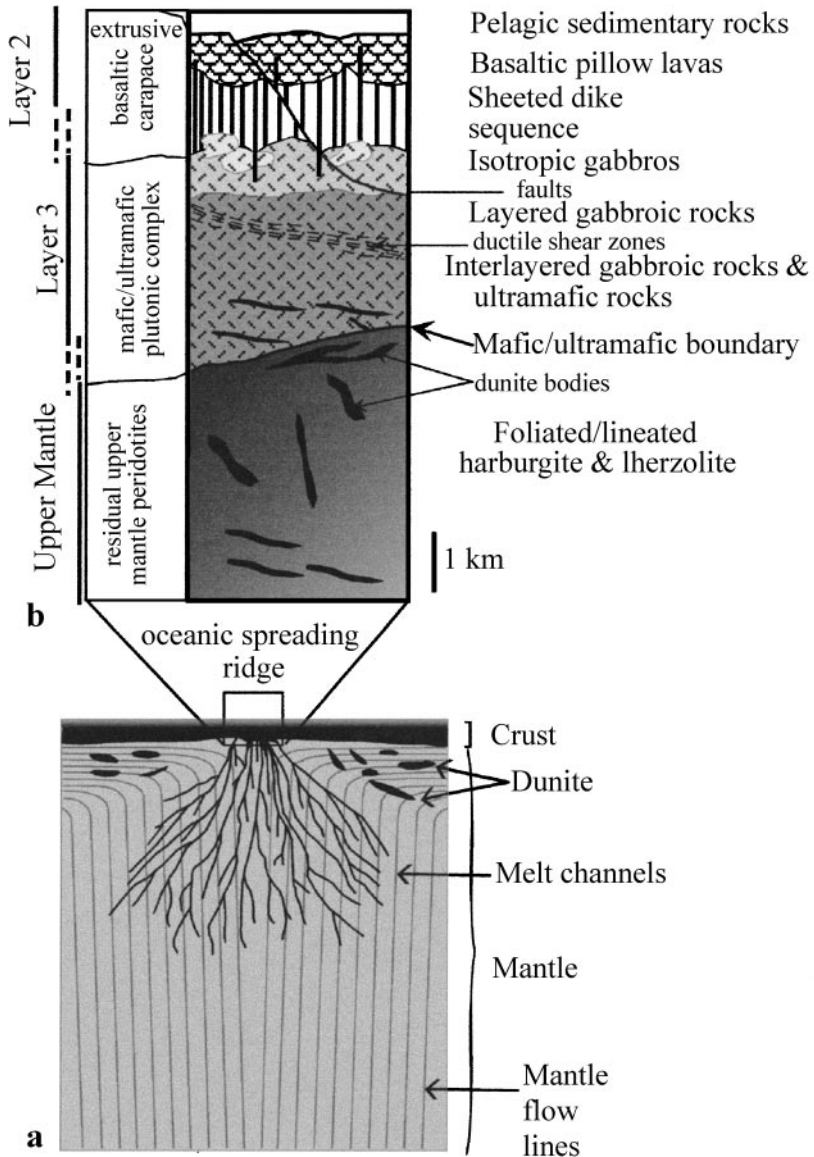 Layer 2
Layer 3
Upper Mantle
extrusive
basaltic
carapace
mafic/ultramafic
plutonic complex
residual upper
mantle peridotites
Pelagic sedimentary rocks
Basaltic pillow lavas
Sheeted dike
sequence
Isotropic gabbros
faults
Layered gabbroic rocks
ductile shear zones
Interlayered gabbroic rocks &
ultramafic rocks
Mafic/ultramafic boundary
dunite bodies
Foliated/lineated
harburgite & lherzolite
1 km
b
oceanic spreading
ridge
Crust
Dunite
Melt channels
Mantle
Mantle
flow
lines
a